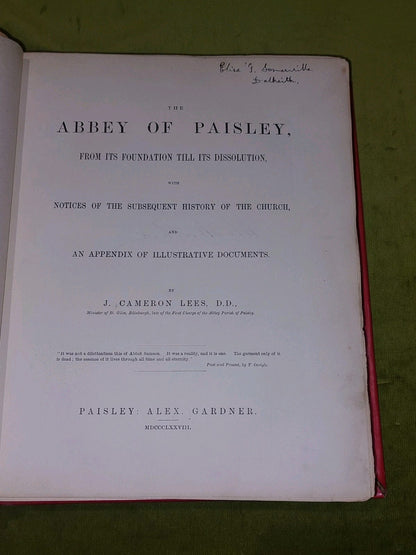 Elise J. Somerville
Dalkeith.
THE
ABBEY OF PAISLEY,
FROM ITS FOUNDATION TILL ITS DISSOLUTION,
WITH
NOTICES OF THE SUBSEQUENT HISTORY OF THE CHURCH,
AND
AN APPENDIX OF ILLUSTRATIVE DOCUMENTS.
BY
J. CAMERON LEES, D.D.,
Minister of St. Giles, Edinburgh, late of the First Charge of the Abbey Parish of Paisley.
"It was not a dilettantism this of Abbot Samson. It was a reality, and it is one. The garment only of it
is dead; the essence of it lives through all time and all eternity."
Past and Present, by T. Carlyle.
PAISLEY: ALEX. GARDNER.
MDCCCLXXVIII.